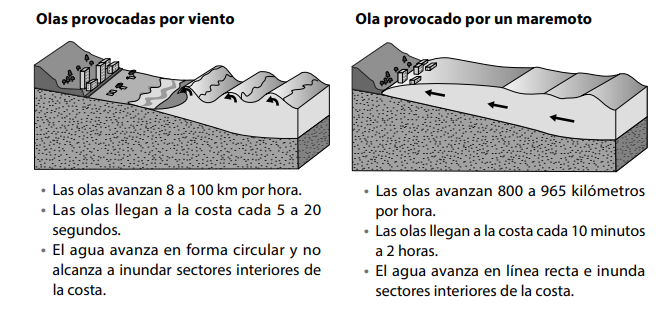 Olas provocadas por viento
• Las olas avanzan 8 a 100 km por hora.
• Las olas llegan a la costa cada 5 a 20
segundos.
• El agua avanza en forma circular y no
alcanza a inundar sectores interiores de
la costa.
Ola provocado por un maremoto
• Las olas avanzan 800 a 965 kilómetros
por hora.
• Las olas llegan a la costa cada 10 minutos
a 2 horas.
• El agua avanza en línea recta e inunda
sectores interiores de la costa.